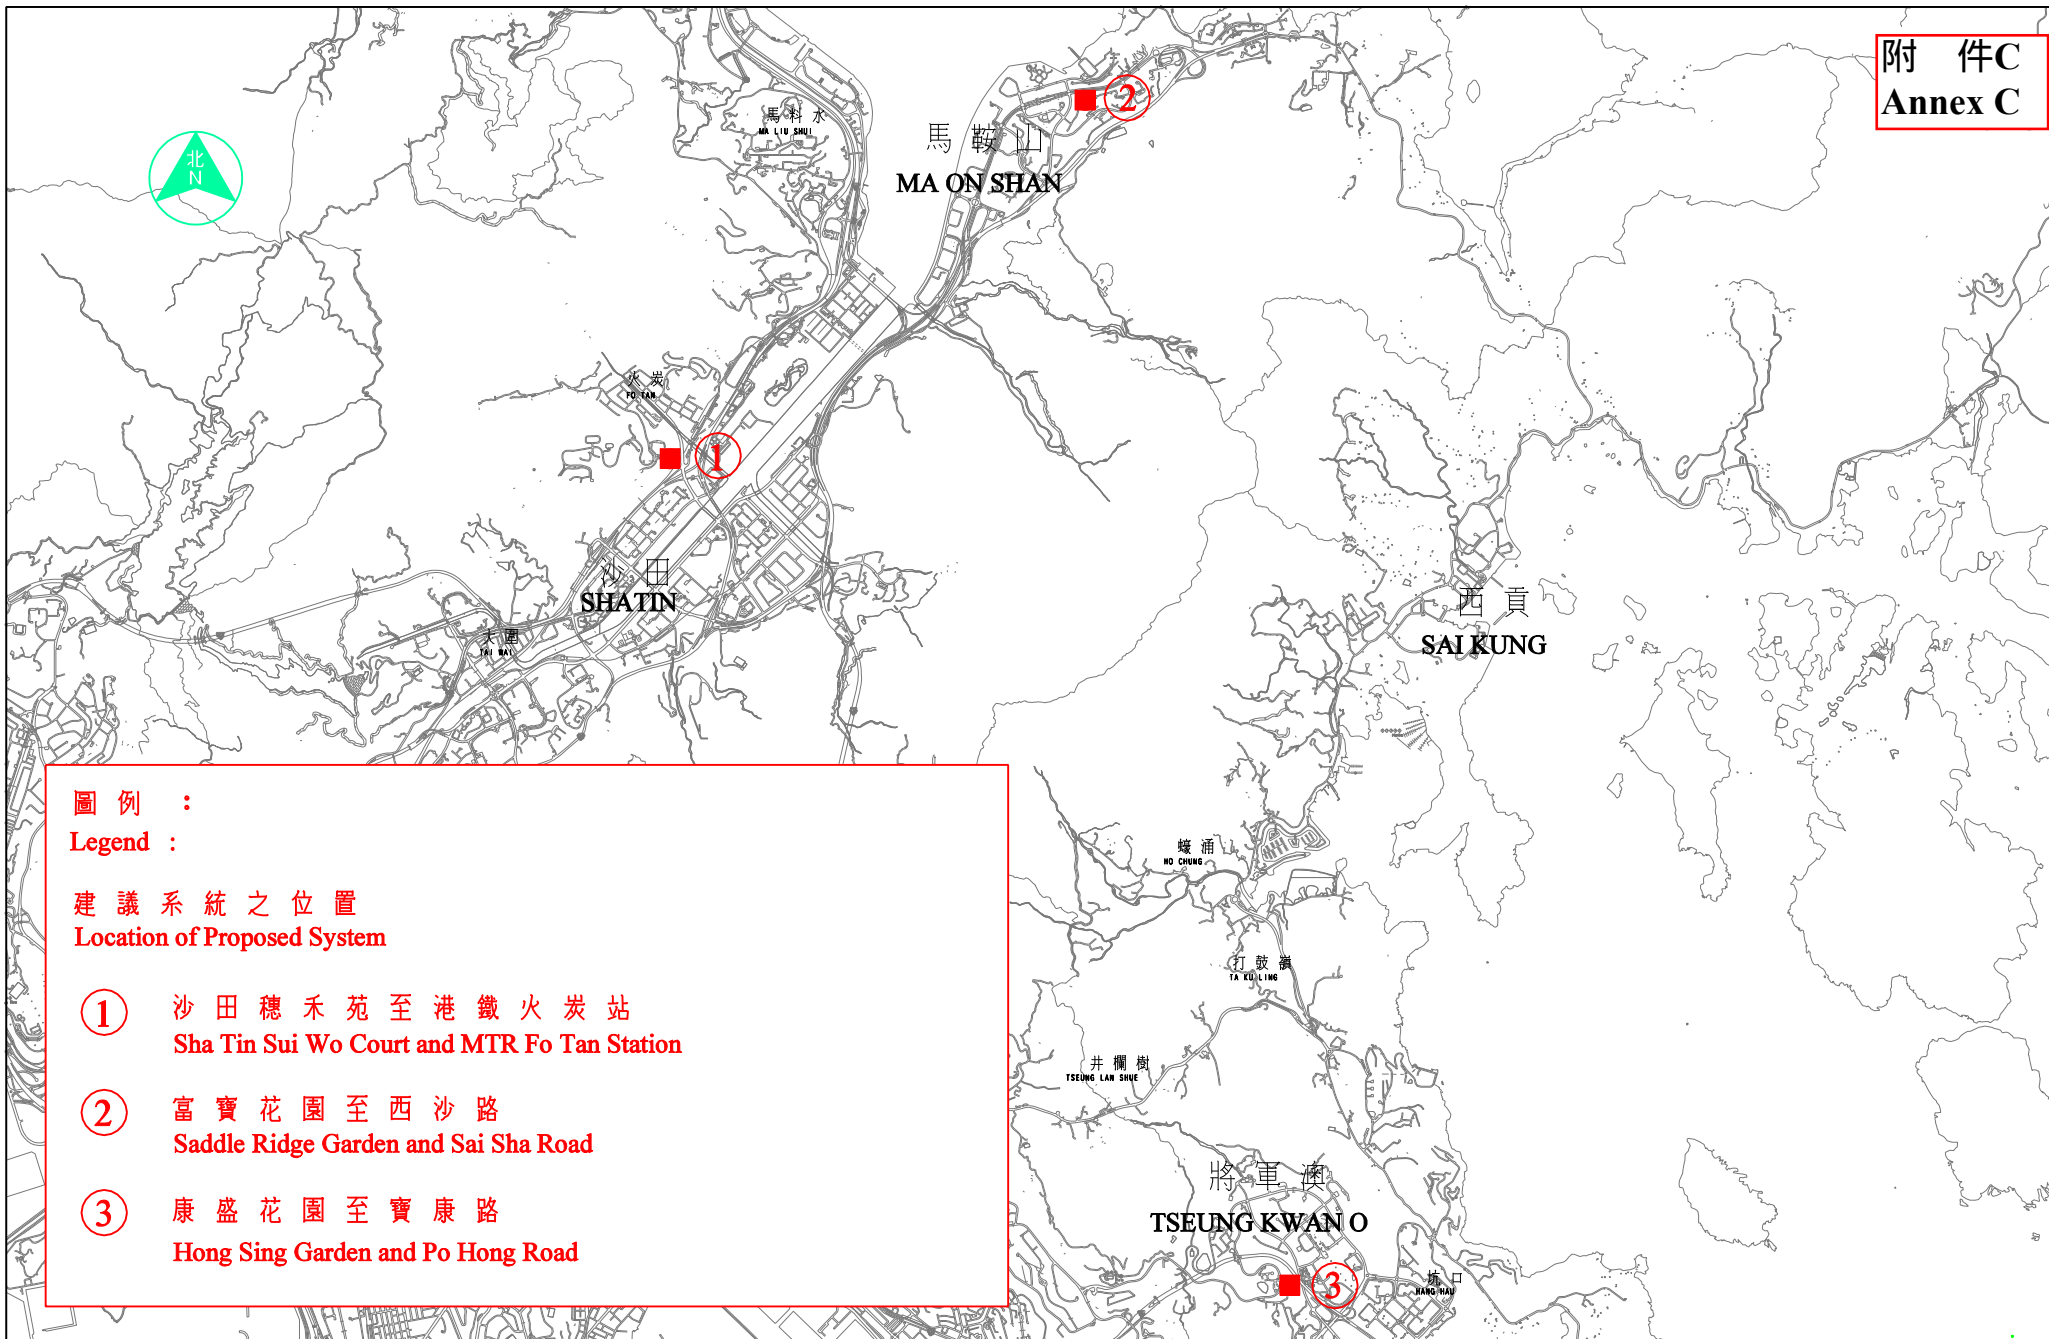 附 件C
Annex C
北
N
馬料水
MA LIU SHUI
馬鞍山
MA ON SHAN
火炭
FO TAN
沙田
SHATIN
大圍
TAI WAI
西貢
SAI KUNG
蠔涌
HO CHUNG
打鼓嶺
TA KU LING
井欄樹
TSEUNG LAN SHUE
將軍澳
TSEUNG KWAN O
坑口
HANG HAU
1
2
3
圖例 :
Legend :
建議系統之位置
Location of Proposed System
1 沙田穗禾苑至港鐵火炭站
Sha Tin Sui Wo Court and MTR Fo Tan Station
2 富寶花園至西沙路
Saddle Ridge Garden and Sai Sha Road
3 康盛花園至寶康路
Hong Sing Garden and Po Hong Road